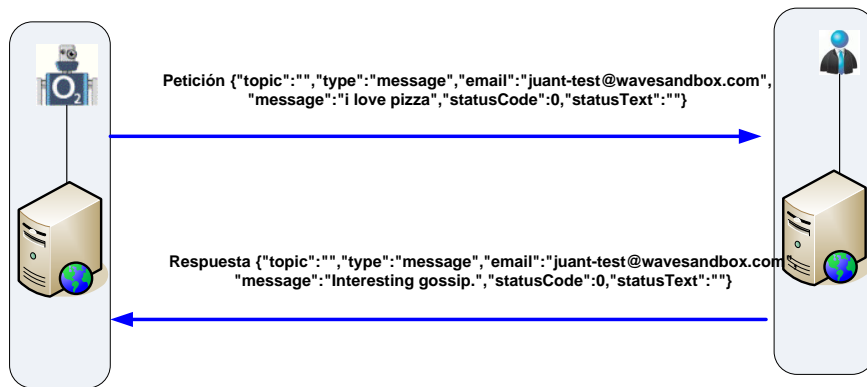 O2
Petición {"topic":"","type":"message","email":"juant-test@wavesandbox.com",
"message":"i love pizza","statusCode":0,"statusText":""}
Respuesta {"topic":"","type":"message","email":"juant-test@wavesandbox.com",
"message":"Interesting gossip.","statusCode":0,"statusText":""}